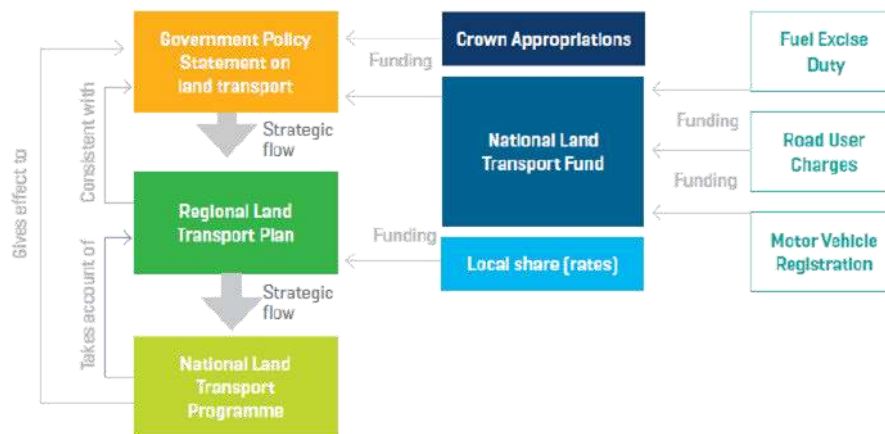 Government Policy
Statement on
land transport
Funding
Crown Appropriations
Fuel Excise
Duty
Strategic
flow
National Land
Transport Fund
Funding
Road User
Charges
Funding
Consistent with
Gives effect to
Regional Land
Transport Plan
Funding
Local share (rates)
Motor Vehicle
Registration
Strategic
flow
Takes account of
National Land
Transport
Programme